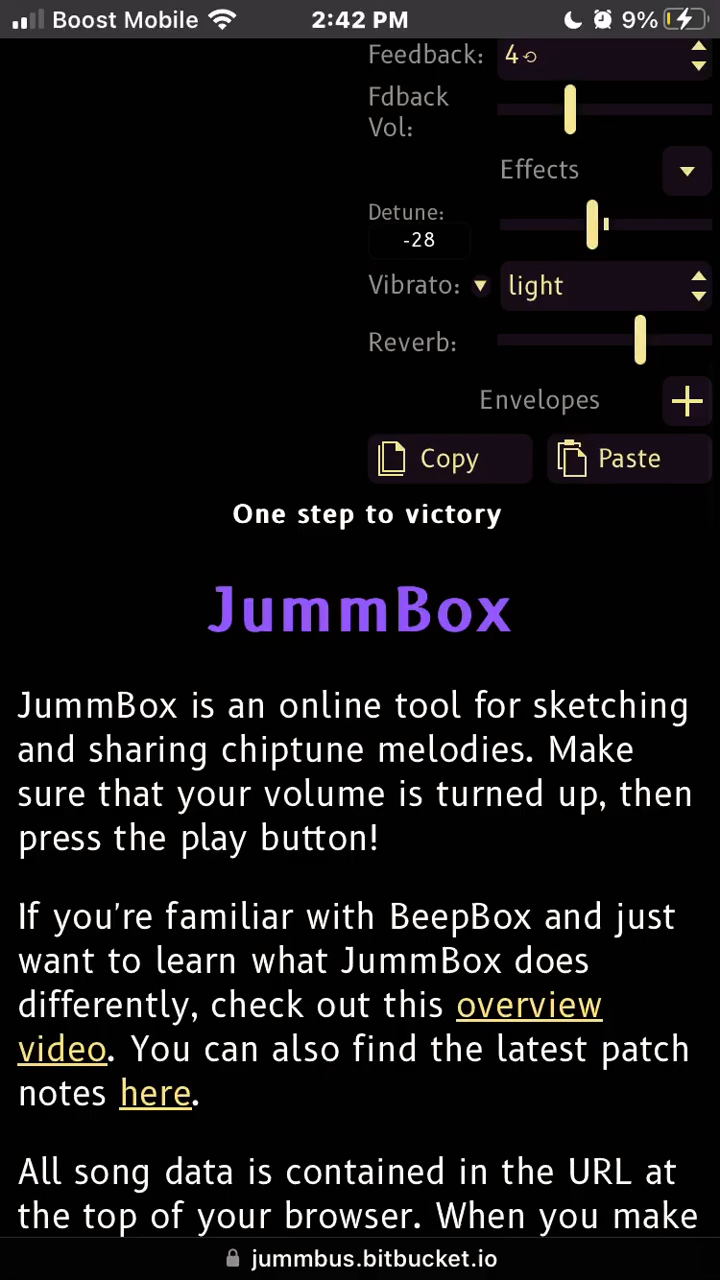 Boost Mobile 2:42 PM 9%
Feedback: 4⟲
Fdback
Vol:
Effects
Detune:
-28
Vibrato: light
Reverb:
Envelopes
Copy Paste
One step to victory
JummBox
JummBox is an online tool for sketching
and sharing chiptune melodies. Make
sure that your volume is turned up, then
press the play button!
If you're familiar with BeepBox and just
want to learn what JummBox does
differently, check out this overview
video. You can also find the latest patch
notes here.
All song data is contained in the URL at
the top of your browser. When you make
jummbus.bitbucket.io